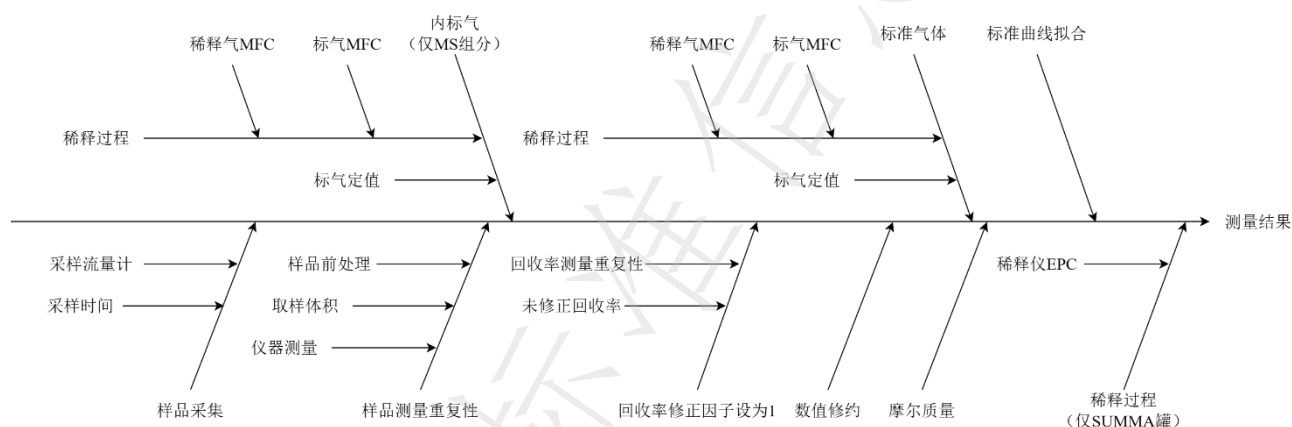 内标气
（仅MS组分）
稀释气MFC
标气MFC
稀释过程
标气定值
稀释气MFC
标气MFC
标准气体
标准曲线拟合
稀释过程
标气定值
测量结果
采样流量计
采样时间
样品采集
样品前处理
取样体积
仪器测量
样品测量重复性
回收率测量重复性
未修正回收率
回收率修正因子设为1
数值修约
摩尔质量
稀释仪EPC
稀释过程
（仅SUMMA罐）
标准信